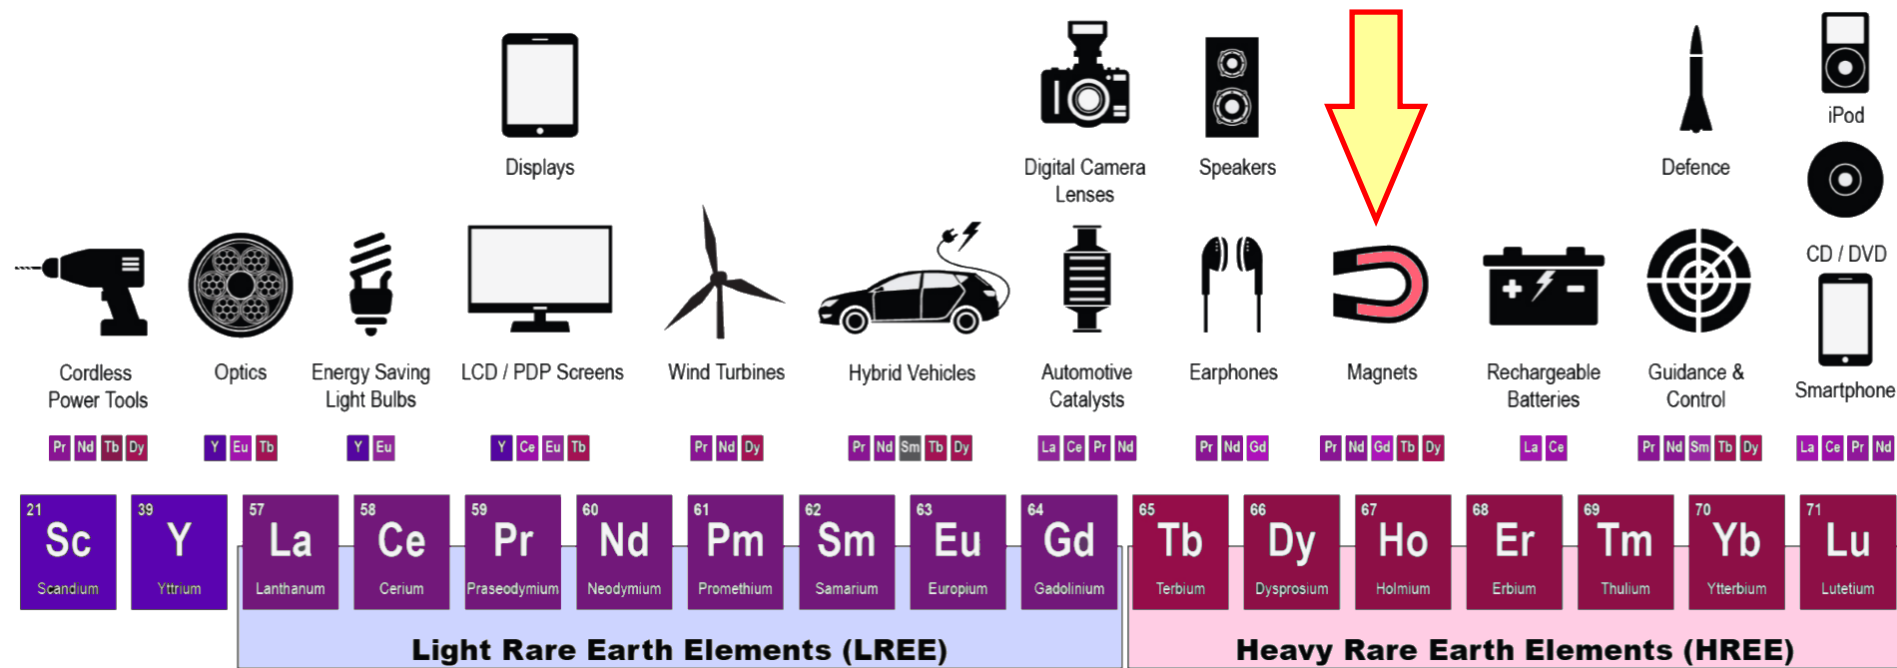 Displays
Digital Camera
Lenses
Speakers
Defence
iPod
CD / DVD
Cordless
Power Tools
Optics
Energy Saving
Light Bulbs
LCD / PDP Screens
Wind Turbines
Hybrid Vehicles
Automotive
Catalysts
Earphones
Magnets
Rechargeable
Batteries
Guidance &
Control
Smartphone
Pr Nd Tb Dy
Y Eu Tb
Y Eu
Y Ce Eu Tb
Pr Nd Dy
Pr Nd Sm Tb Dy
La Ce Pr Nd
Pr Nd Gd
Pr Nd Gd Tb Dy
La Ce
Pr Nd Sm Tb Dy
La Ce Pr Nd
21
Sc
Scandium
39
Y
Yttrium
57
La
Lanthanum
58
Ce
Cerium
59
Pr
Praseodymium
60
Nd
Neodymium
61
Pm
Promethium
62
Sm
Samarium
63
Eu
Europium
64
Gd
Gadolinium
65
Tb
Terbium
66
Dy
Dysprosium
67
Ho
Holmium
68
Er
Erbium
69
Tm
Thulium
70
Yb
Ytterbium
71
Lu
Lutetium
Light Rare Earth Elements (LREE)
Heavy Rare Earth Elements (HREE)